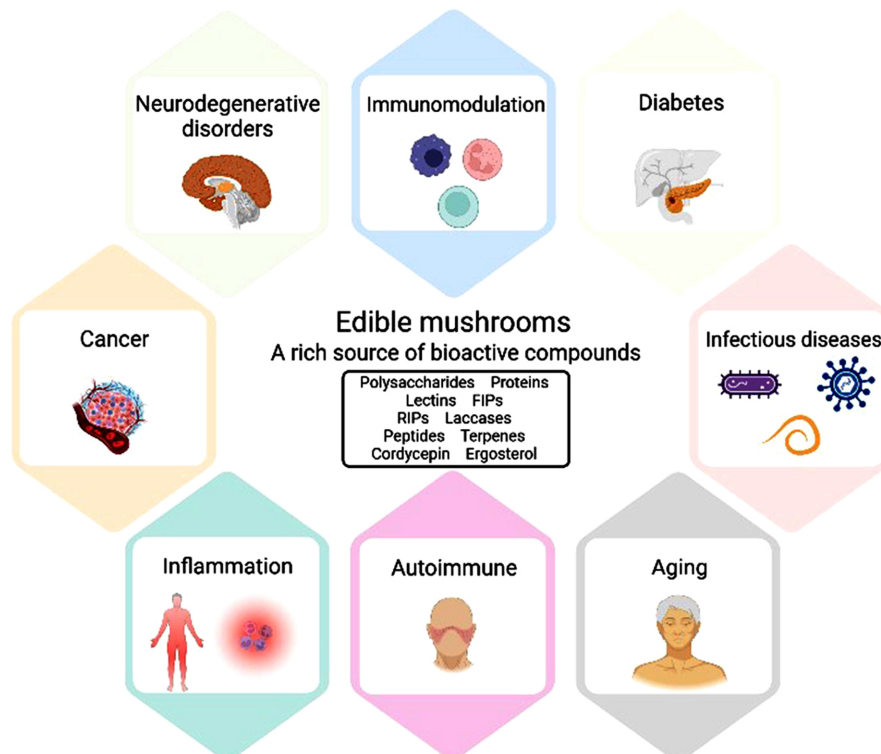 Neurodegenerative
disorders
Immunomodulation
Diabetes
Cancer
Edible mushrooms
A rich source of bioactive compounds
Polysaccharides Proteins
Lectins FIPs
RIPs Laccases
Peptides Terpenes
Cordycepin Ergosterol
Infectious diseases
Inflammation
Autoimmune
Aging